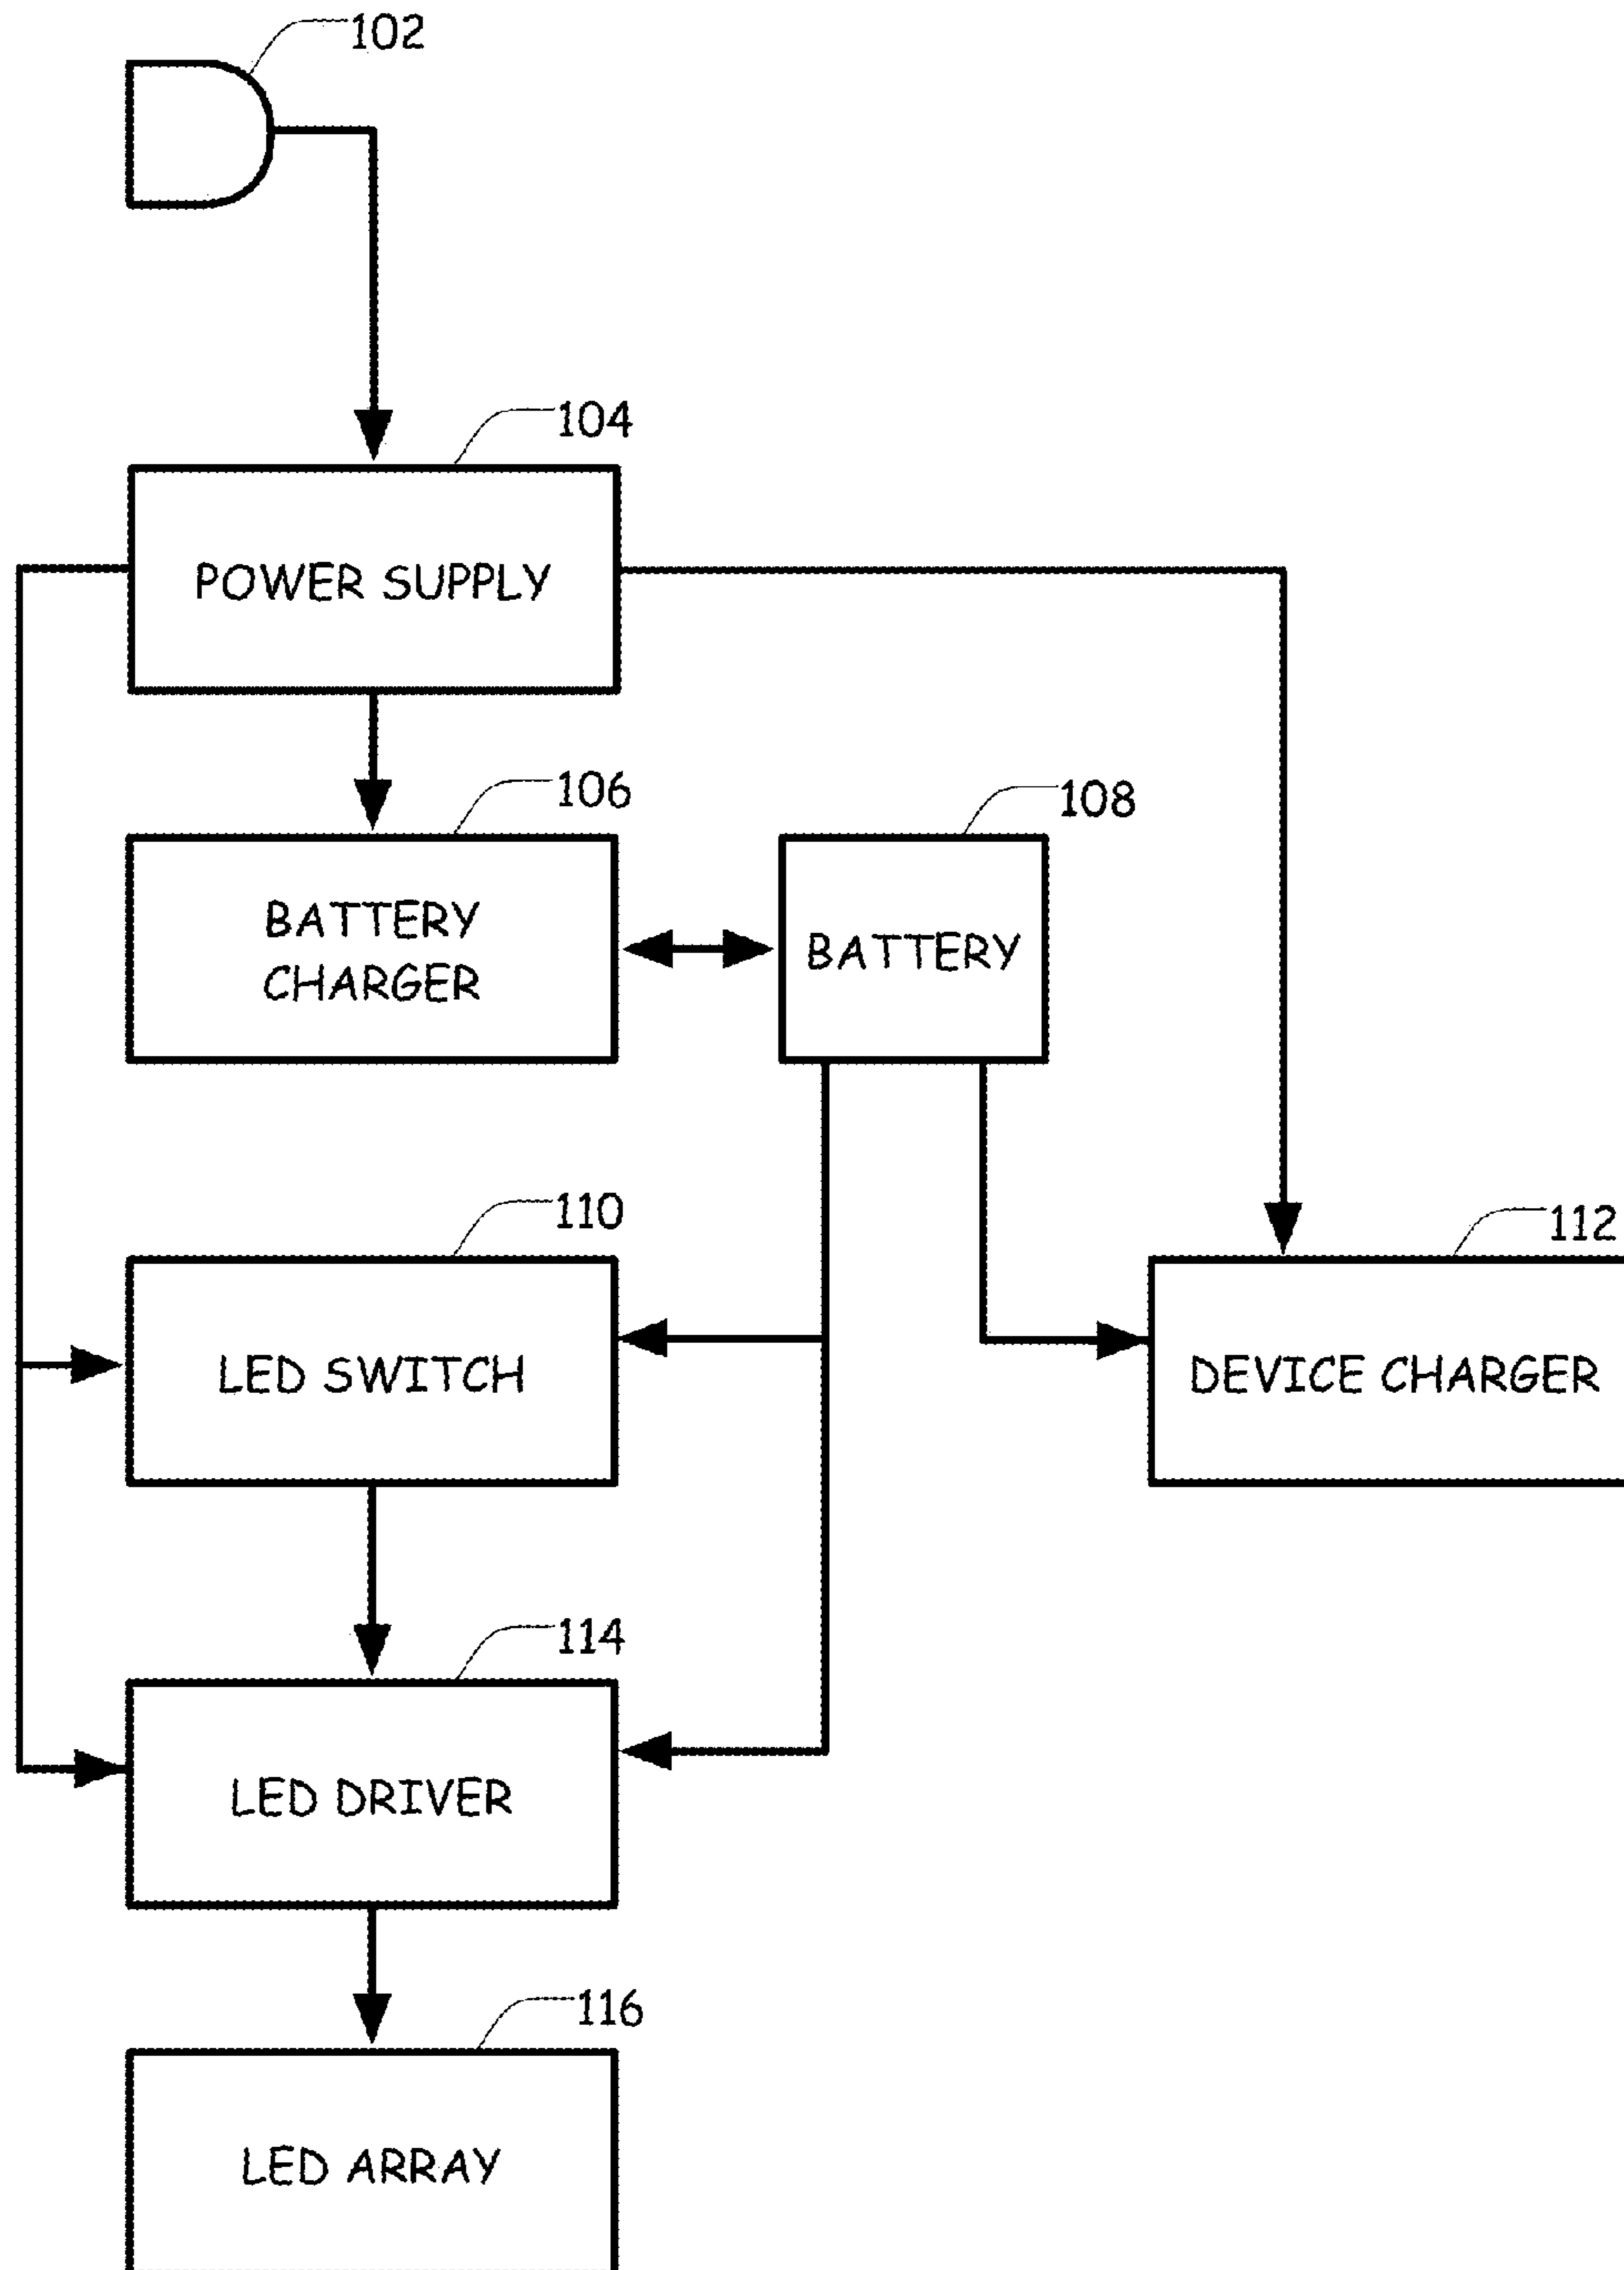 102
104
POWER SUPPLY
106
108
BATTERY
CHARGER
BATTERY
110
112
LED SWITCH
DEVICE CHARGER
114
LED DRIVER
116
LED ARRAY